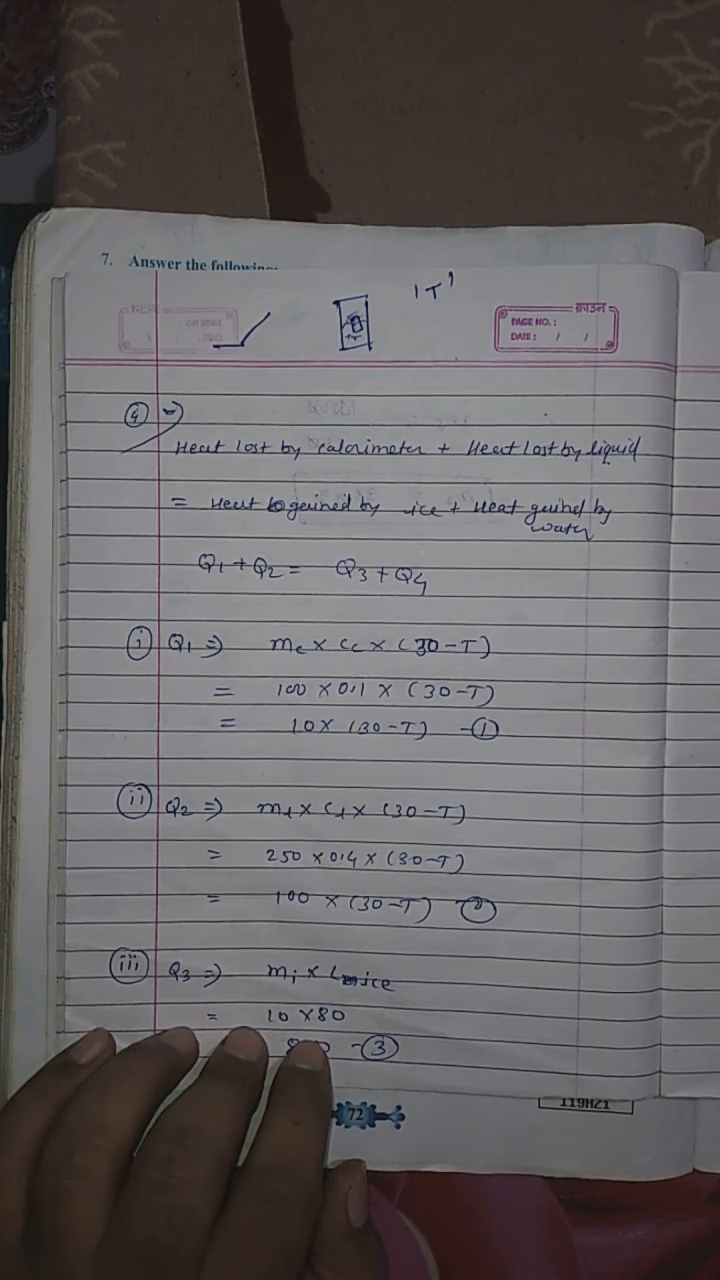 7. Answer the following:
'T'
क्राउन
PAGE NO. :
DATE : / /
④ ⇒
Heat lost by calorimeter + Heat lost by liquid
= Heat gained by ice + Heat gained by
water
Q1 + Q2 = Q3 + Q4
(i) Q1 ⇒ mc × cc × (30-T)
= 100 × 0.1 × (30-T)
= 10 × (30-T) -①
(ii) Q2 ⇒ ml × cl × (30-T)
= 250 × 0.4 × (30-T)
= 100 × (30-T) ②
(iii) Q3 ⇒ mi × Lice
= 10 × 80
-③
72
119H21